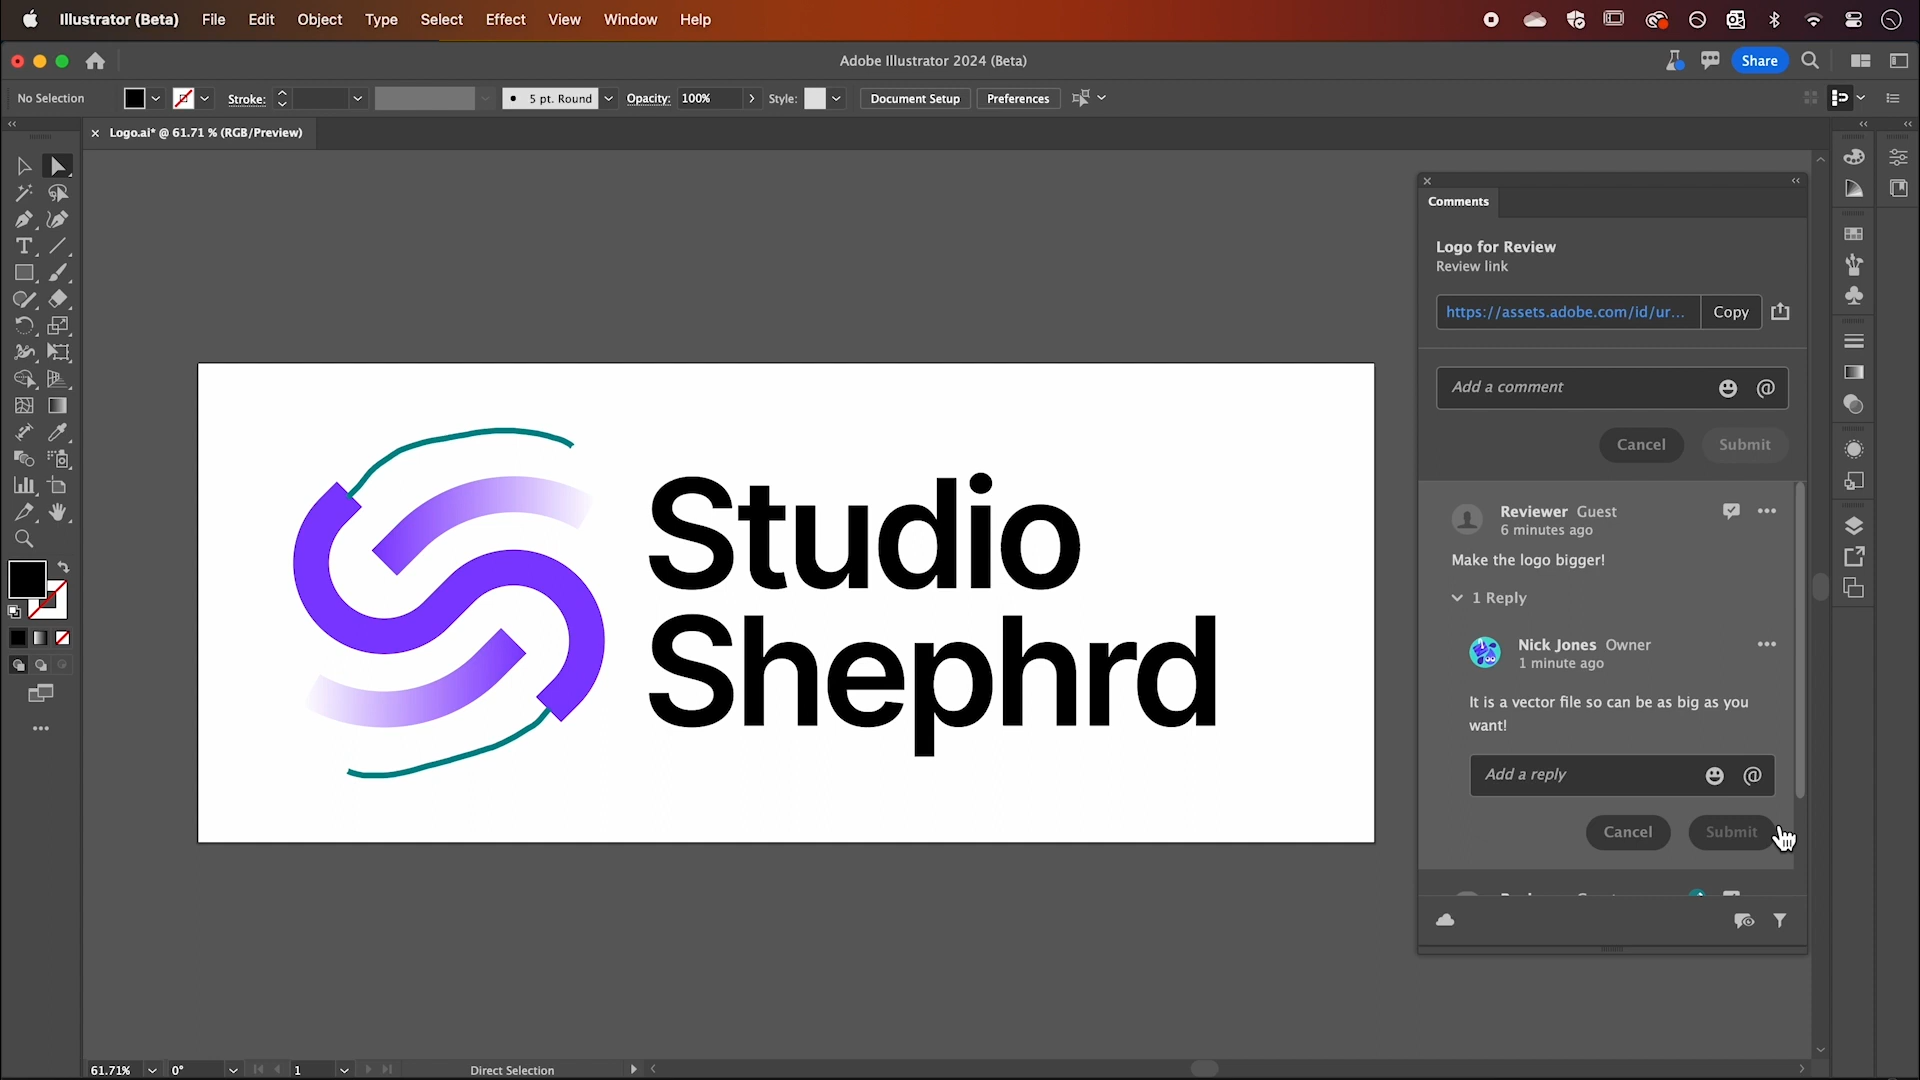 Illustrator (Beta) File Edit Object Type Select Effect View Window Help
Adobe Illustrator 2024 (Beta)
Share
No Selection Stroke: 5 pt. Round Opacity: 100% Style: Document Setup Preferences
Logo.ai* @ 61.71 % (RGB/Preview)
Comments
Logo for Review
Review link
https://assets.adobe.com/id/ur... Copy
Add a comment
Cancel Submit
Reviewer Guest
6 minutes ago
Make the logo bigger!
1 Reply
Nick Jones Owner
1 minute ago
It is a vector file so can be as big as you
want!
Add a reply
Cancel Submit
Studio
Shephrd
61.71% 0° 1 Direct Selection